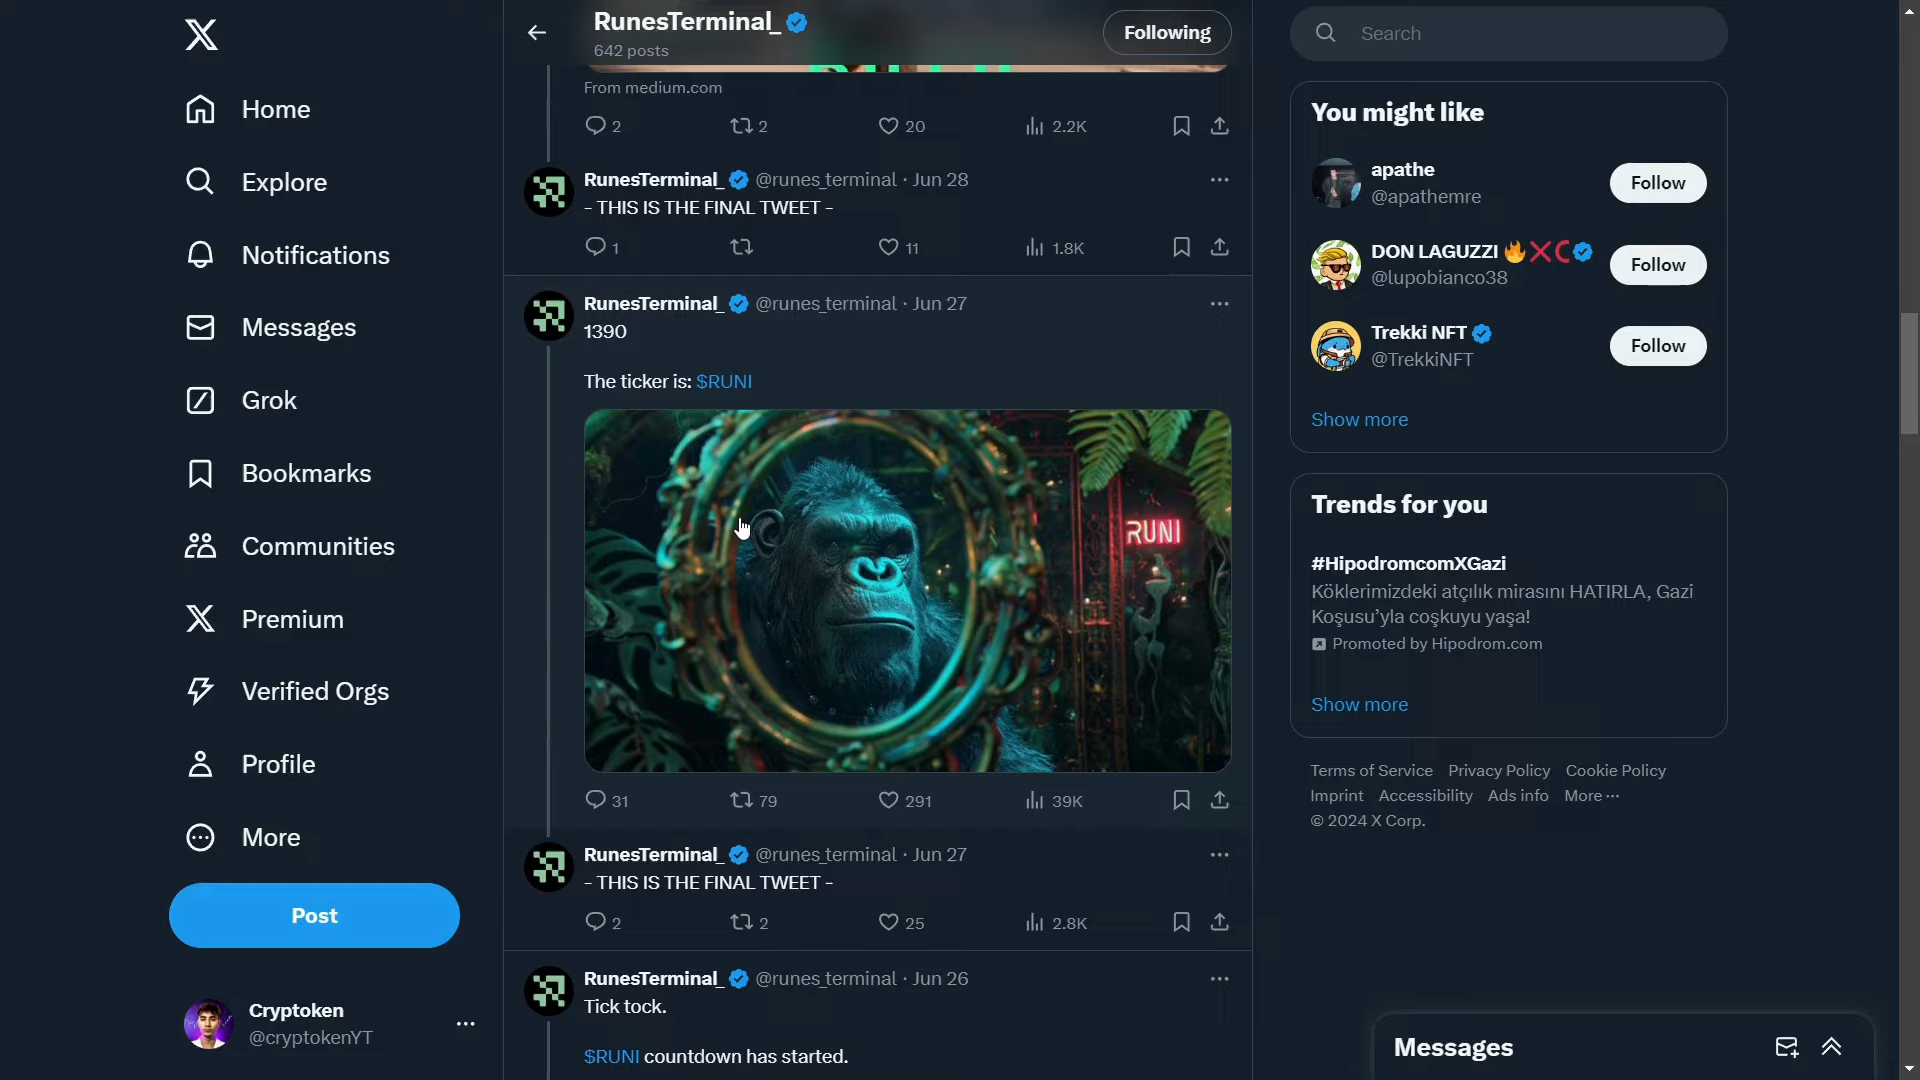 Home
Explore
Notifications
Messages
Grok
Bookmarks
Communities
Premium
Verified Orgs
Profile
More
Post
Cryptoken
@cryptokenYT
RunesTerminal_
642 posts
Following
From medium.com
2 2 20 2.2K
RunesTerminal_ @runes_terminal · Jun 28
- THIS IS THE FINAL TWEET -
1 11 1.8K
RunesTerminal_ @runes_terminal · Jun 27
1390
The ticker is: $RUNI
RUNI
31 79 291 39K
RunesTerminal_ @runes_terminal · Jun 27
- THIS IS THE FINAL TWEET -
2 2 25 2.8K
RunesTerminal_ @runes_terminal · Jun 26
Tick tock.
$RUNI countdown has started.
Search
You might like
apathe
@apathemre
Follow
DON LAGUZZI 🔥❌☪
@lupobianco38
Follow
Trekki NFT
@TrekkiNFT
Follow
Show more
Trends for you
#HipodromcomXGazi
Köklerimizdeki atçılık mirasını HATIRLA, Gazi
Koşusu’yla coşkuyu yaşa!
Promoted by Hipodrom.com
Show more
Terms of Service Privacy Policy Cookie Policy
Imprint Accessibility Ads info More ···
© 2024 X Corp.
Messages